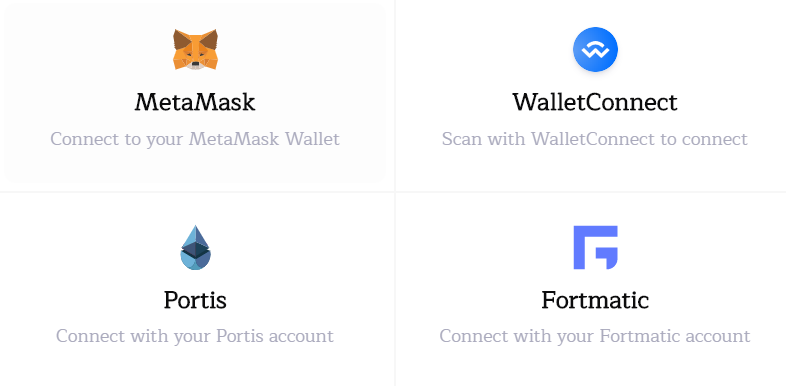 MetaMask
Connect to your MetaMask Wallet
WalletConnect
Scan with WalletConnect to connect
Portis
Connect with your Portis account
Fortmatic
Connect with your Fortmatic account